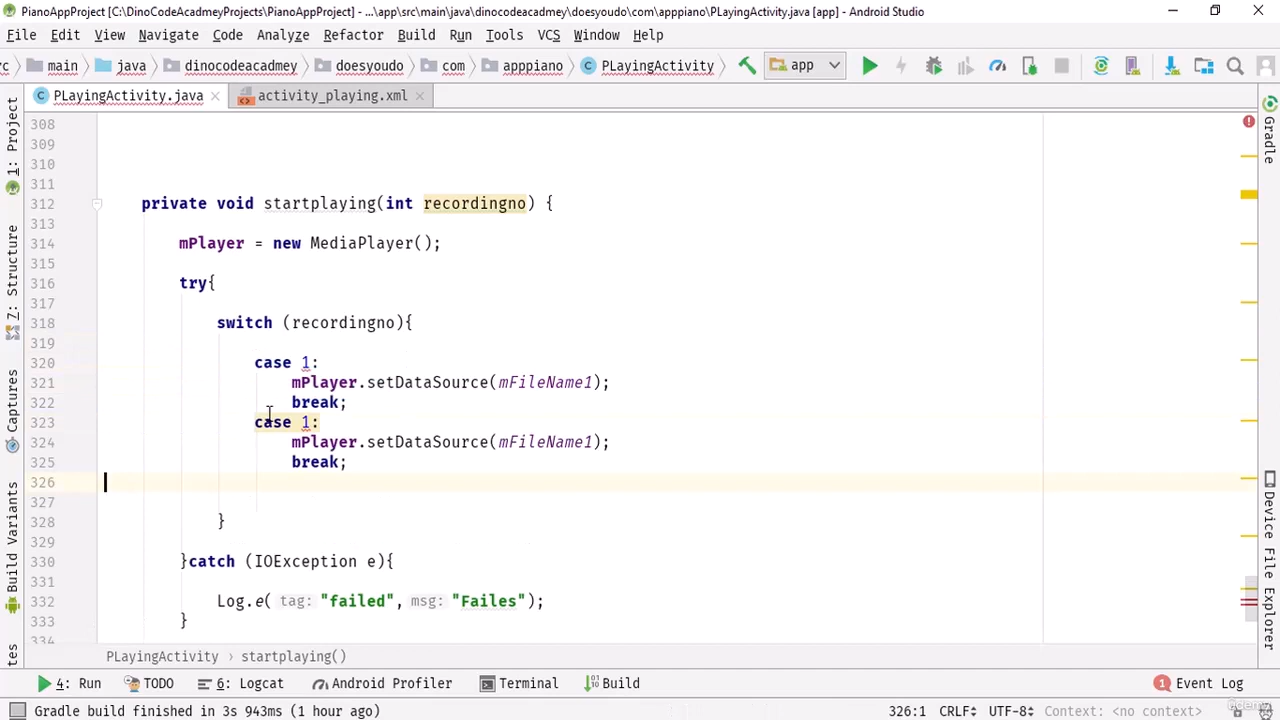 PianoAppProject [C:\DinoCodeAcadmeyProjects\PianoAppProject] - ...\app\src\main\java\dinocodeacadmey\doesyoudo\com\apppiano\PLayingActivity.java [app] - Android Studio
File Edit View Navigate Code Analyze Refactor Build Run Tools VCS Window Help
rc main java dinocodeacadmey doesyoudo com apppiano PLayingActivity app
PLayingActivity.java activity_playing.xml
1: Project
7: Structure
Captures
Build Variants
tes
308
309
310
311
312 private void startplaying(int recordingno) {
313
314 mPlayer = new MediaPlayer();
315
316 try{
317
318 switch (recordingno){
319
320 case 1:
321 mPlayer.setDataSource(mFileName1);
322 break;
323 case 1:
324 mPlayer.setDataSource(mFileName1);
325 break;
326
327
328 }
329
330 }catch (IOException e){
331
332 Log.e( tag: "failed", msg: "Failes");
333 }
334
Gradle
Device File Explorer
PLayingActivity › startplaying()
4: Run TODO 6: Logcat Android Profiler Terminal Build 1 Event Log
Gradle build finished in 3s 943ms (1 hour ago) 326:1 CRLF UTF-8 Context: <no context>
udemy